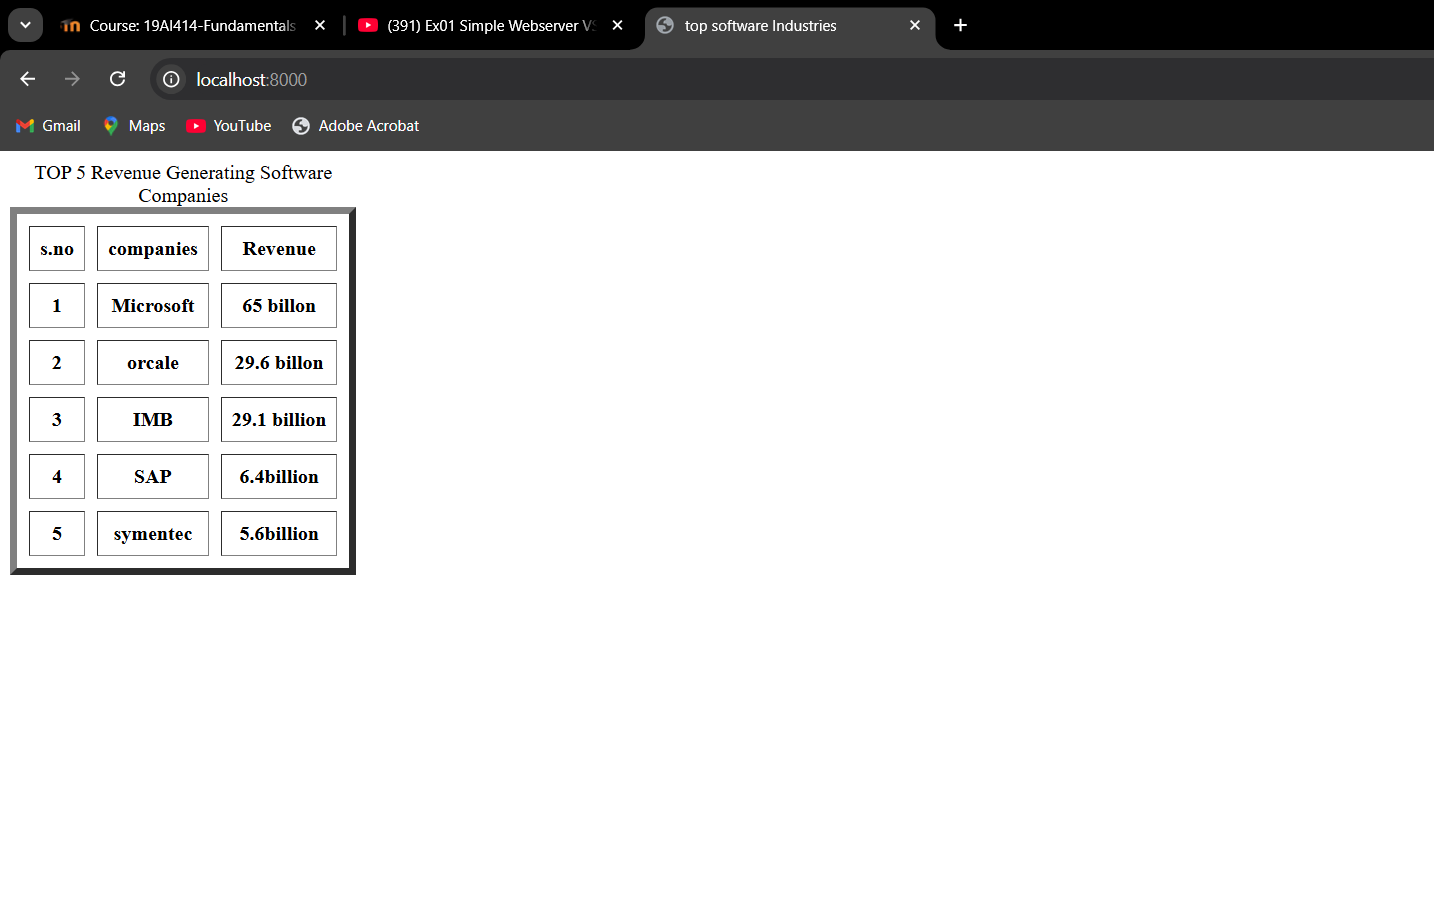 Course: 19AI414-Fundamentals
(391) Ex01 Simple Webserver VS
top software Industries
localhost:8000
Gmail
Maps
YouTube
Adobe Acrobat
TOP 5 Revenue Generating Software
Companies
s.no companies Revenue
1 Microsoft 65 billon
2 orcale 29.6 billon
3 IMB 29.1 billion
4 SAP 6.4billion
5 symentec 5.6billion